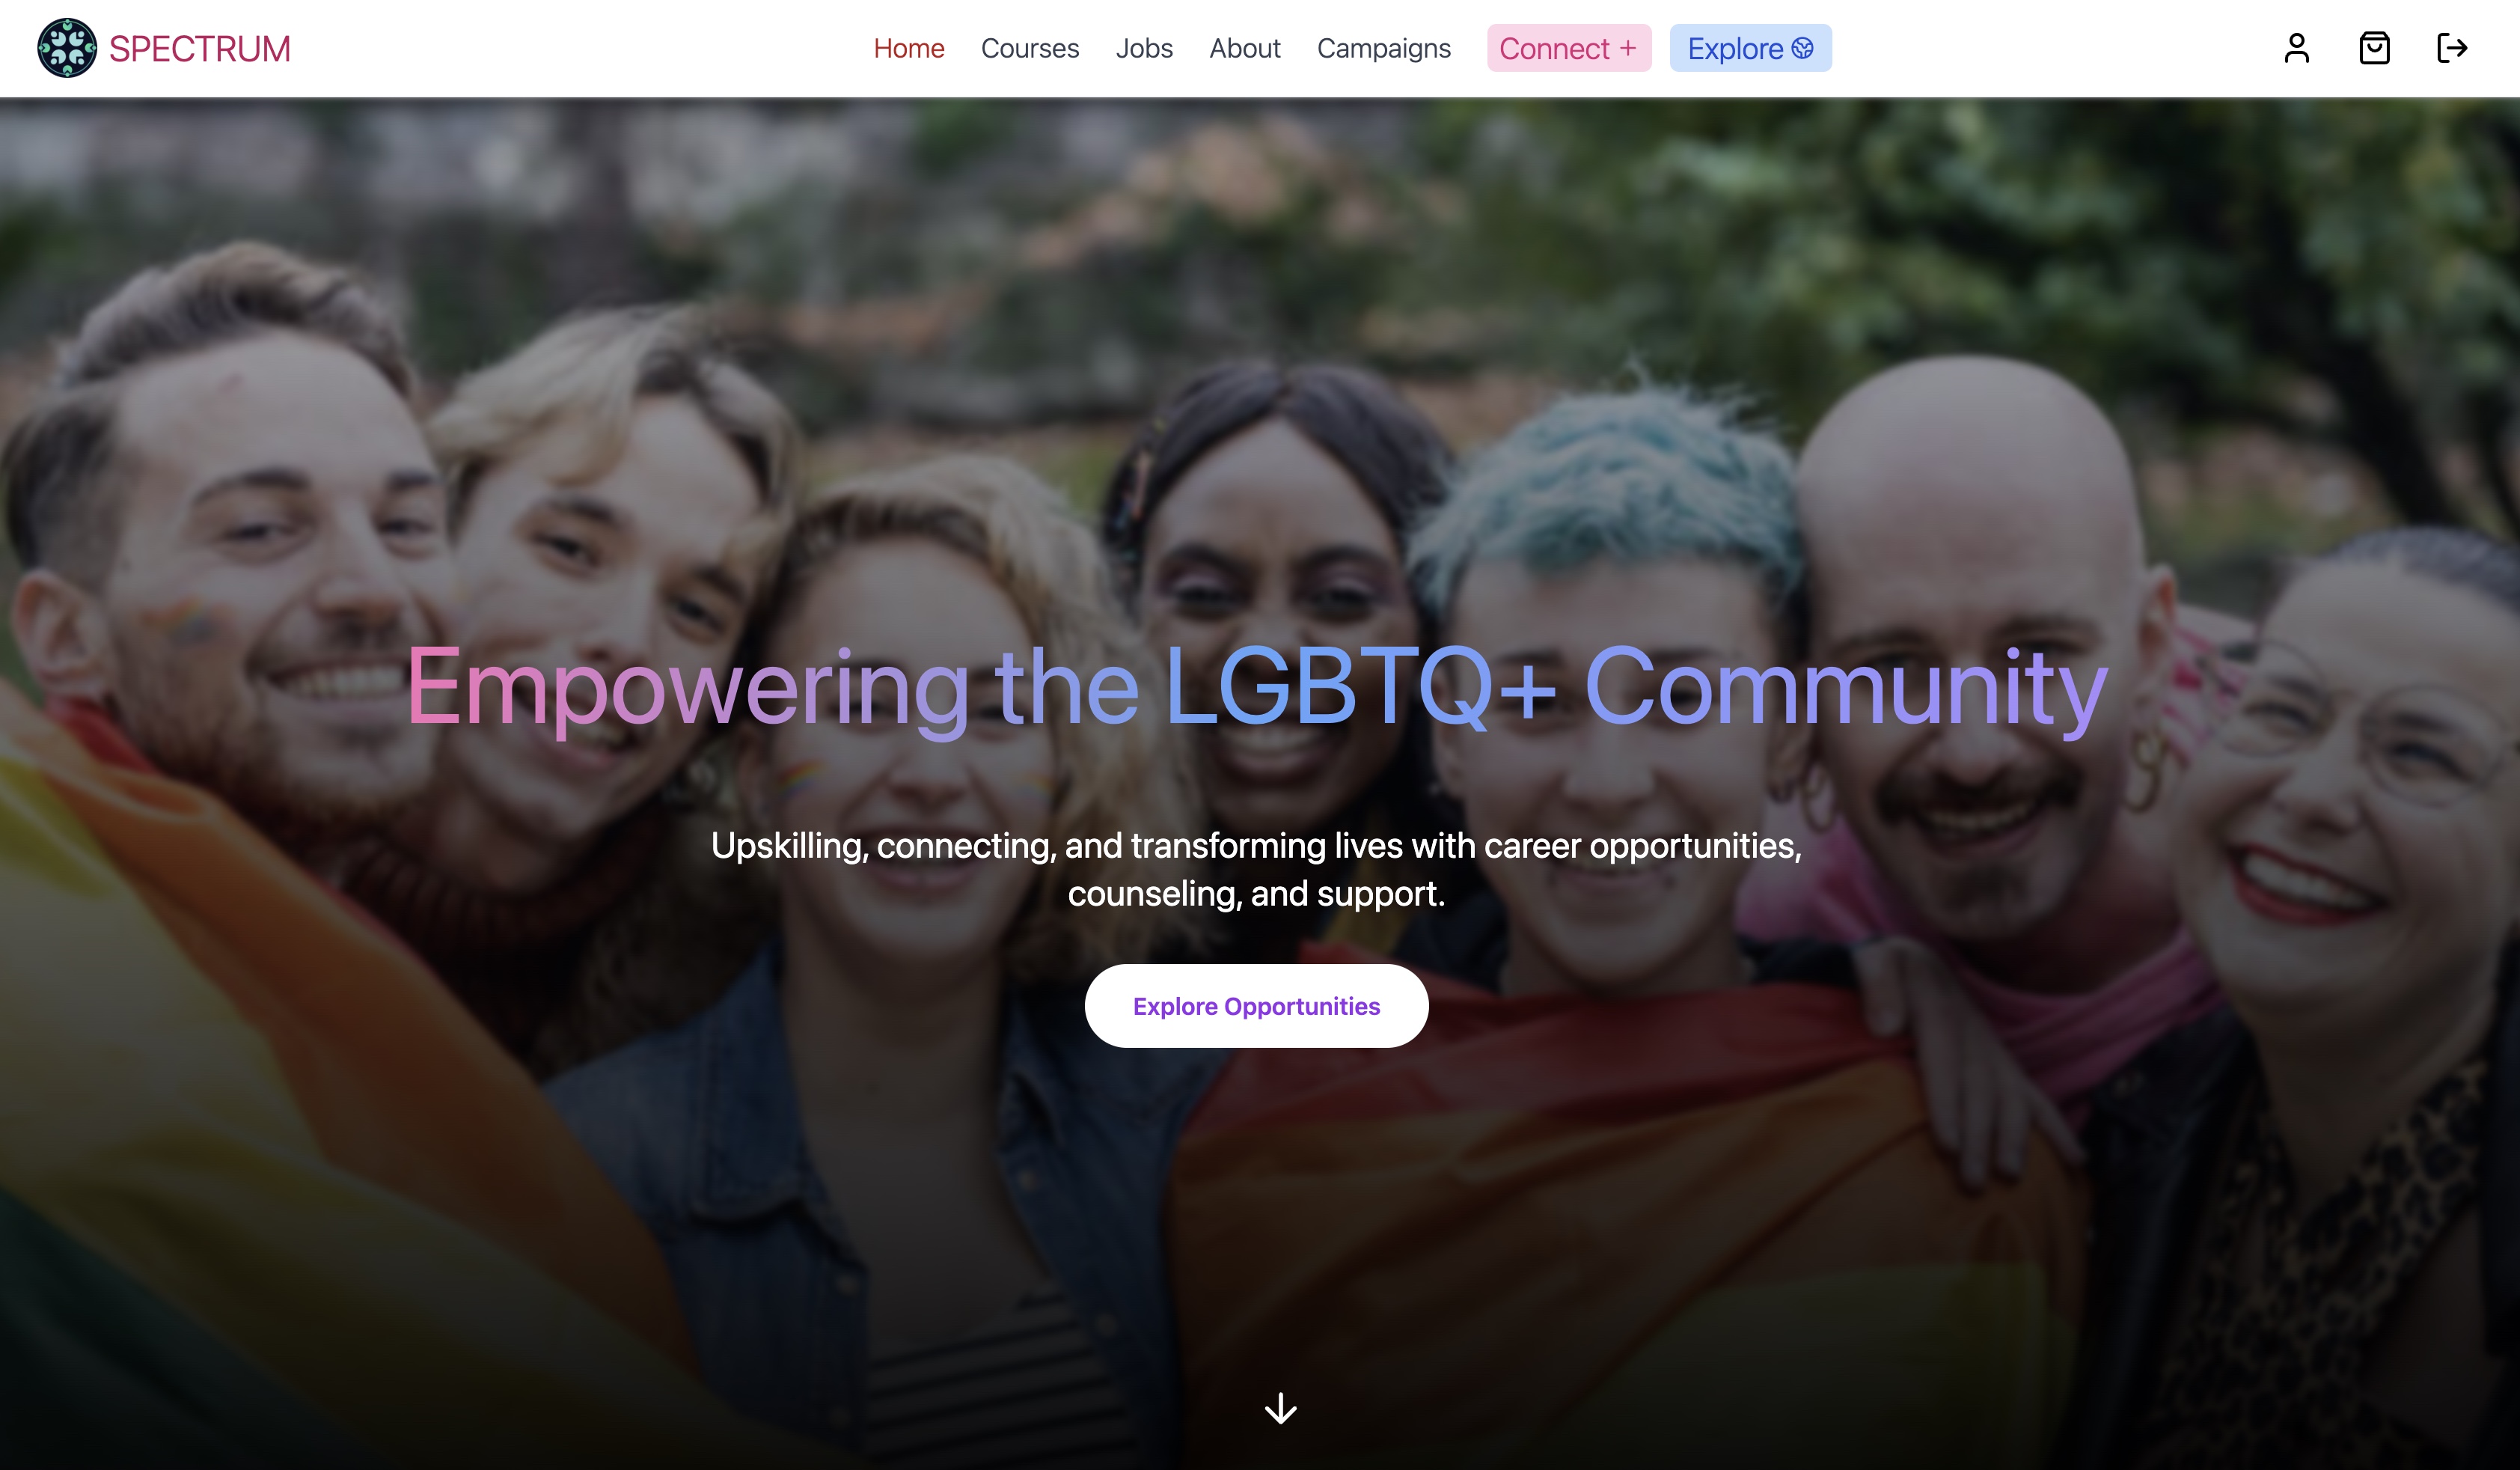 SPECTRUM
Home Courses Jobs About Campaigns Connect + Explore
Empowering the LGBTQ+ Community
Upskilling, connecting, and transforming lives with career opportunities,
counseling, and support.
Explore Opportunities